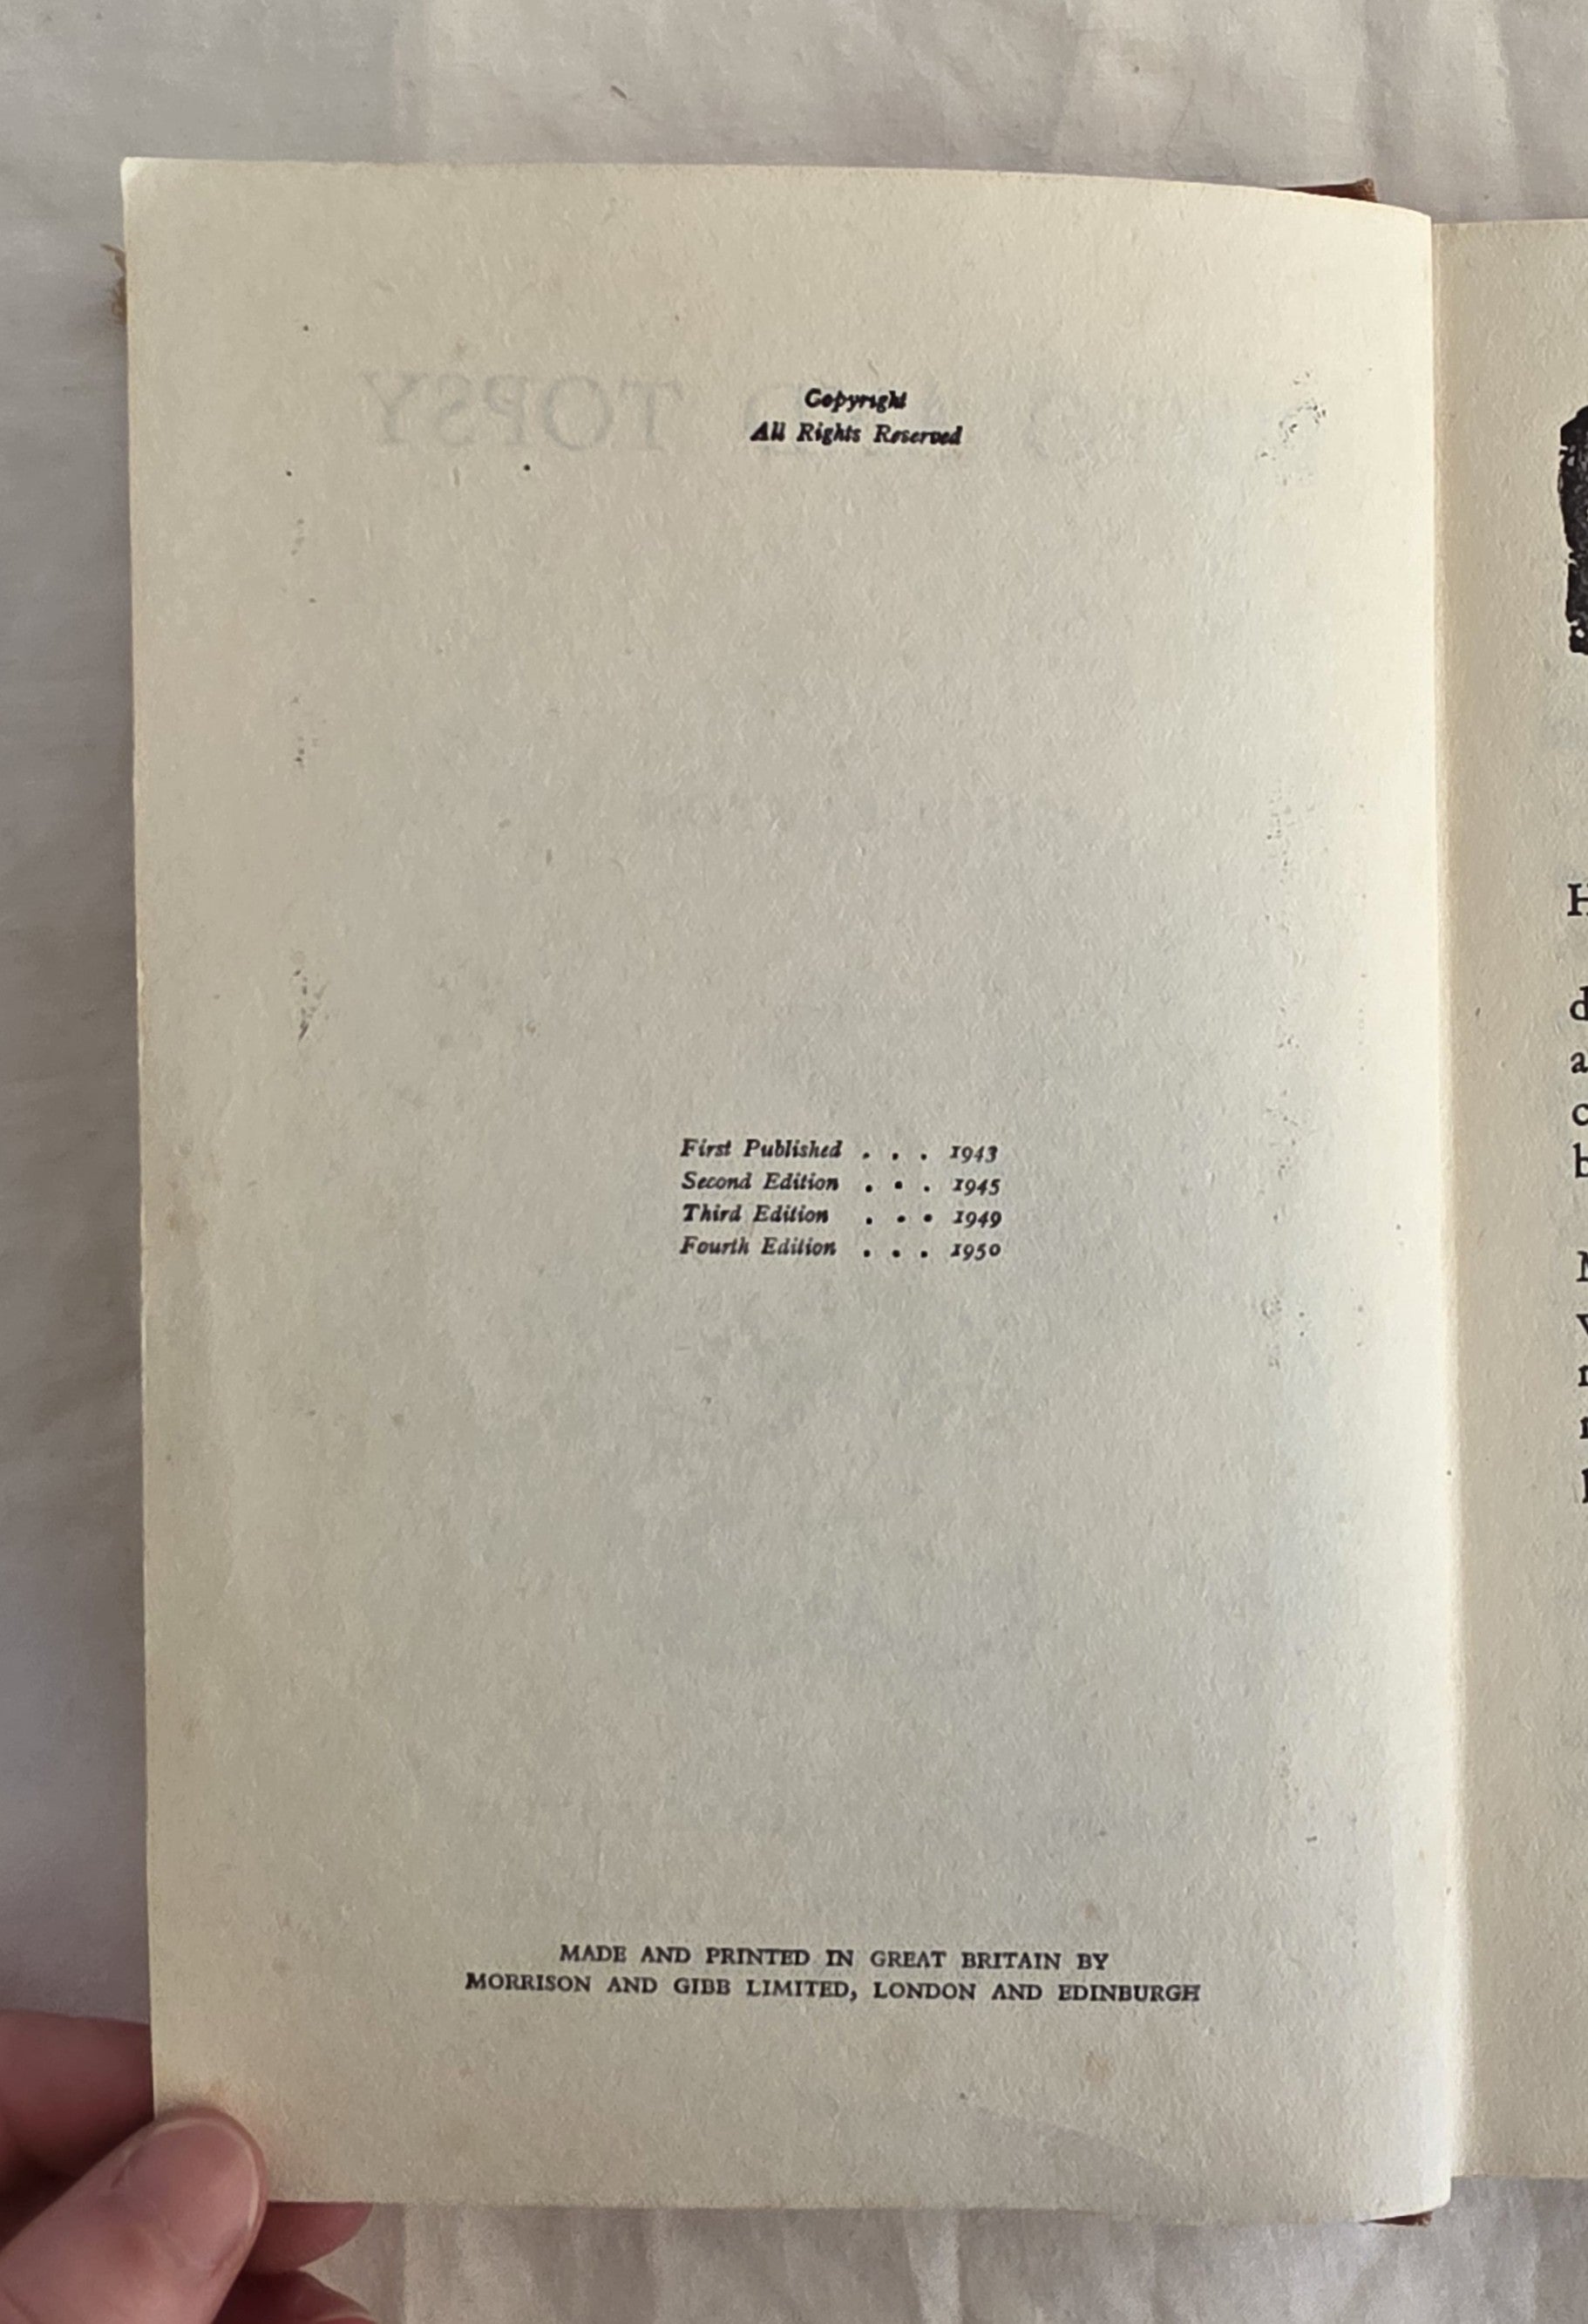 Copyright
All Rights Reserved
TOPSY
First Published . . . 1943
Second Edition . . . 1945
Third Edition . . . 1949
Fourth Edition . . . 1950
MADE AND PRINTED IN GREAT BRITAIN BY
MORRISON AND GIBB LIMITED, LONDON AND EDINBURGH
H
d
a
c
b